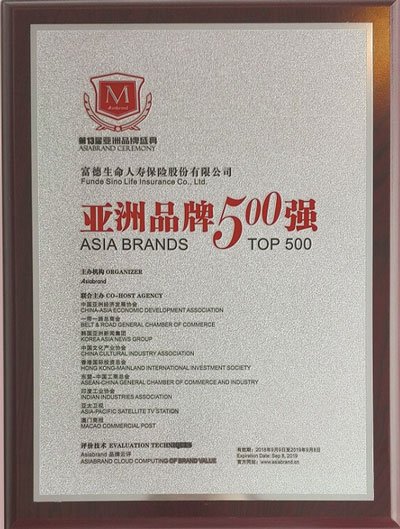 M
Asiabrand
第13届亚洲品牌盛典
ASIABRAND CEREMONY
富德生命人寿保险股份有限公司
Funde Sino Life Insurance Co., Ltd.
亚洲品牌500强
ASIA BRANDS TOP 500
主办机构 ORGANIZER
Asiabrand
联合主办 CO-HOST AGENCY
中国亚洲经济发展协会
CHINA-ASIA ECONOMIC DEVELOPMENT ASSOCIATION
一带一路总商会
BELT & ROAD GENERAL CHAMBER OF COMMERCE
韩国亚洲新闻集团
KOREA ASIA NEWS GROUP
中国文化产业协会
CHINA CULTURAL INDUSTRY ASSOCIATION
香港国际投资总会
HONG KONG-MAINLAND INTERNATIONAL INVESTMENT SOCIETY
东盟-中国工商总会
ASEAN-CHINA GENERAL CHAMBER OF COMMERCE AND INDUSTRY
印度工业协会
INDIAN INDUSTRIES ASSOCIATION
亚太卫视
ASIA-PACIFIC SATELLITE TV STATION
澳门商报
MACAO COMMERCIAL POST
评价技术 EVALUATION TECHNIQUES
Asiabrand 品牌云评
ASIABRAND CLOUD COMPUTING OF BRAND VALUE
有效期：2018年9月9日至2019年9月8日
Expiration Date: Sep 8, 2019
官方网站：www.asiabrand.cn